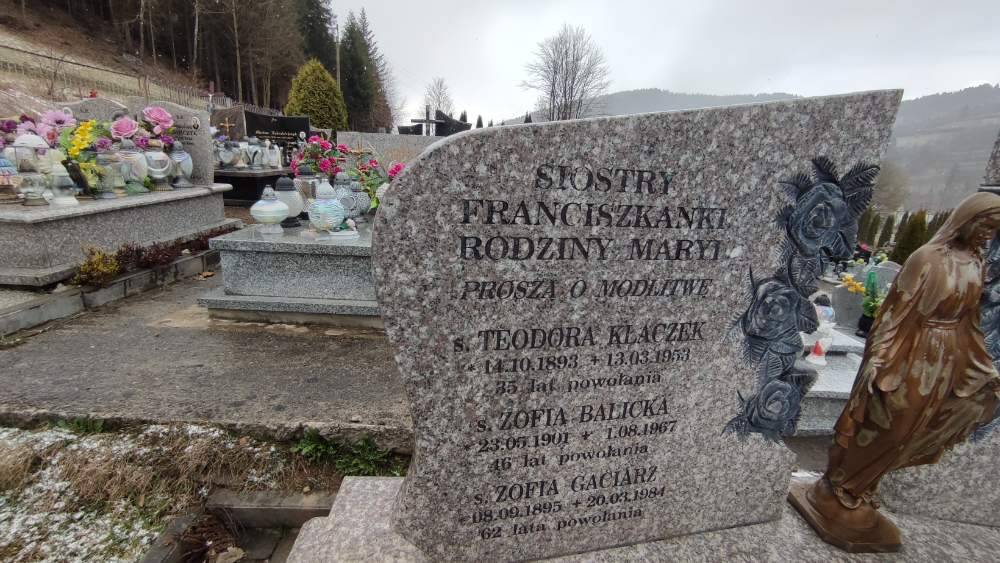 SIOSTRY
FRANCISZKANKI
RODZINY MARYI
PROSZĄ O MODLITWĘ
s. TEODORA KLACZEK
* 14.10.1893 + 13.03.1953
35 lat powołania
s. ZOFIA BALICKA
*23.05.1901 + 1.08.1967
46 lat powołania
s. ZOFIA GACIARZ
*08.09.1895 + 20.03.1984
62 lata powołania